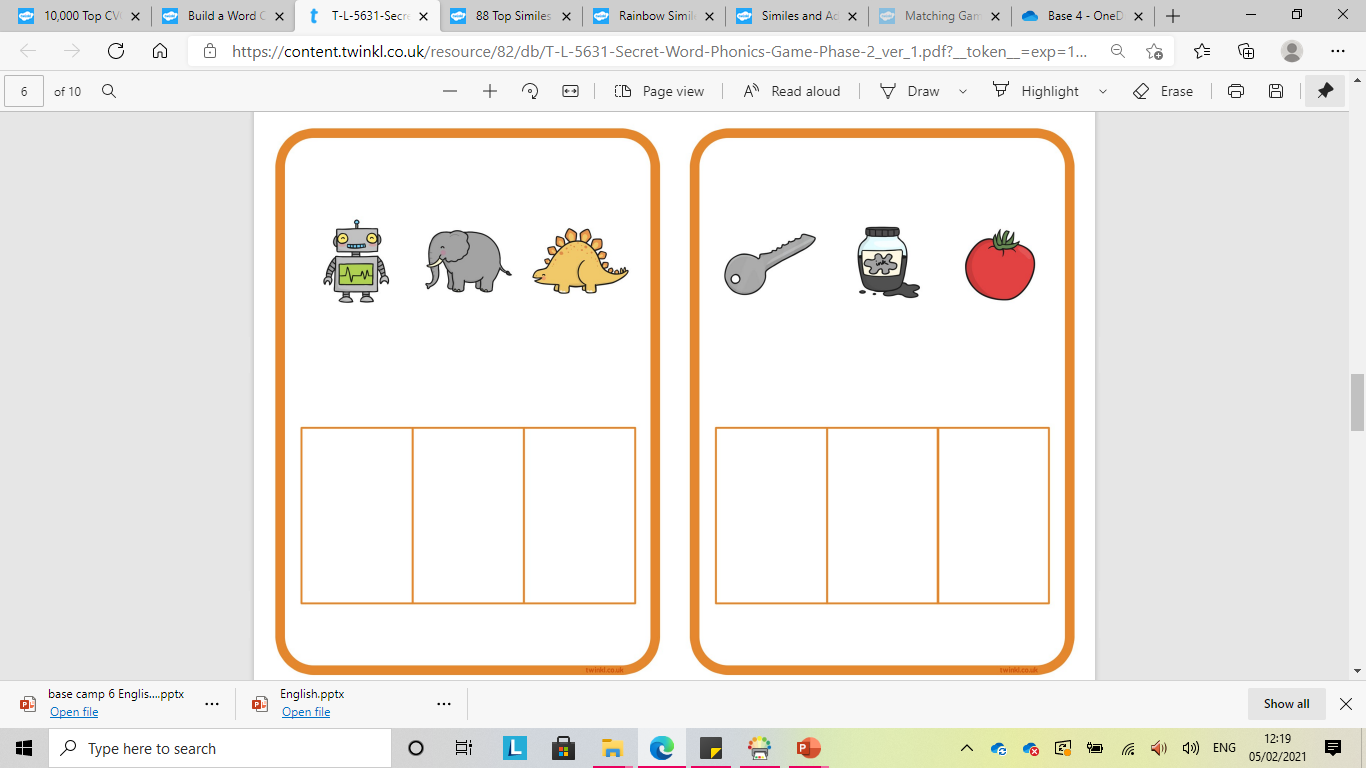 10,000 Top CV
Build a Word C
T-L-5631-Secre
88 Top Similes
Rainbow Simil
Similes and Ad
Matching Gam
Base 4 - OneD
https://content.twinkl.co.uk/resource/82/db/T-L-5631-Secret-Word-Phonics-Game-Phase-2_ver_1.pdf?__token__=exp=1...
6 of 10
Page view
Read aloud
Draw
Highlight
Erase
twinkl.co.uk
twinkl.co.uk
base camp 6 Englis....pptx
Open file
English.pptx
Open file
Show all
Type here to search
L
ENG
12:19
05/02/2021